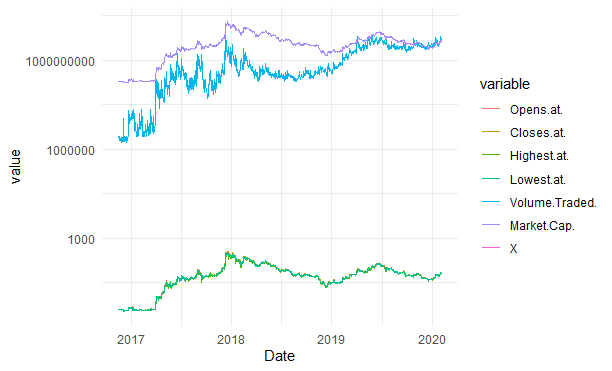 1000000000
1000000
1000
value
2017 2018 2019 2020
Date
variable
Opens.at.
Closes.at.
Highest.at.
Lowest.at.
Volume.Traded.
Market.Cap.
X